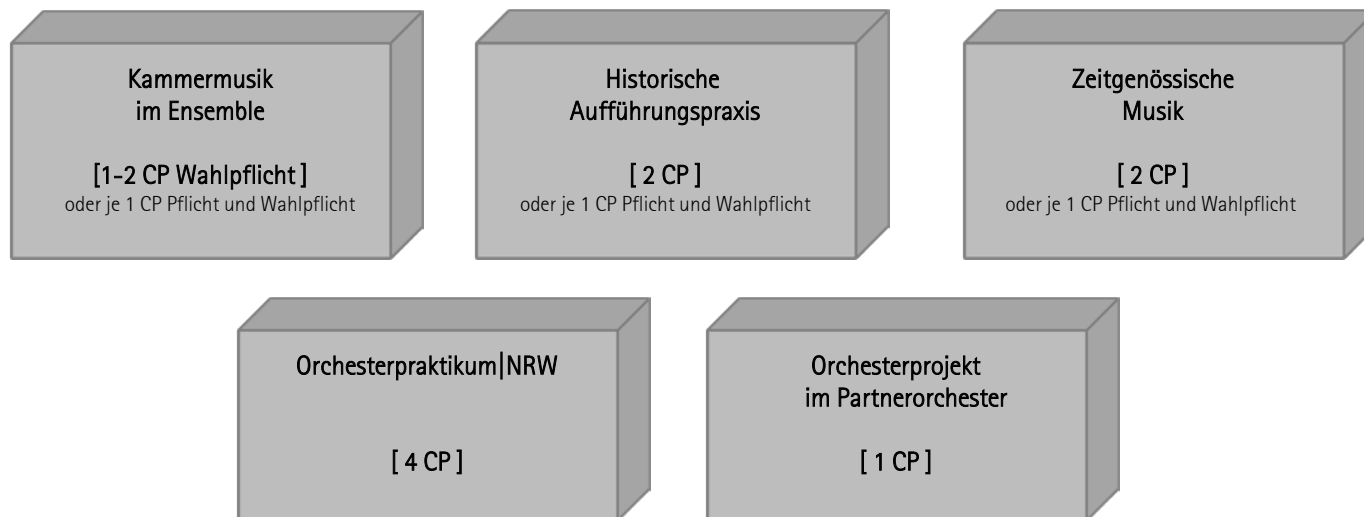 Kammermusik
im Ensemble
[1-2 CP Wahlpflicht]
oder je 1 CP Pflicht und Wahlpflicht
Historische
Aufführungspraxis
[ 2 CP ]
oder je 1 CP Pflicht und Wahlpflicht
Zeitgenössische
Musik
[ 2 CP ]
oder je 1 CP Pflicht und Wahlpflicht
Orchesterpraktikum|NRW
[ 4 CP ]
Orchesterprojekt
im Partnerorchester
[ 1 CP ]